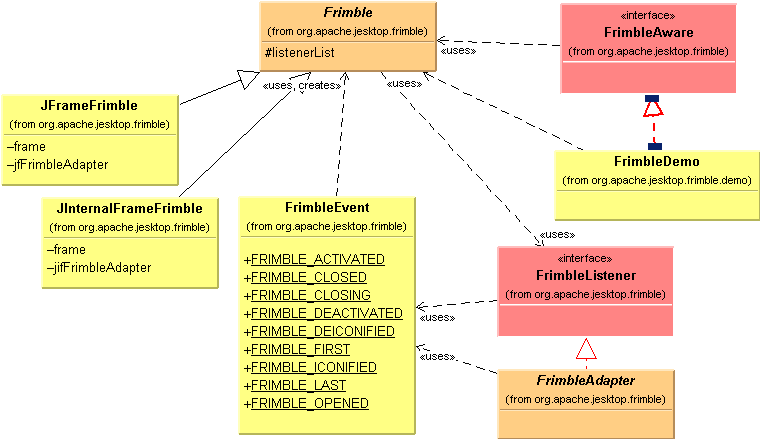 Frimble
(from org.apache.jesktop.frimble)
#listenerList
«interface»
FrimbleAware
(from org.apache.jesktop.frimble)
«uses»
«uses, creates»
«uses»
JFrameFrimble
(from org.apache.jesktop.frimble)
–frame
–jfFrimbleAdapter
FrimbleDemo
(from org.apache.jesktop.frimble.demo)
JInternalFrameFrimble
(from org.apache.jesktop.frimble)
–frame
–jifFrimbleAdapter
FrimbleEvent
(from org.apache.jesktop.frimble)
+FRIMBLE_ACTIVATED
+FRIMBLE_CLOSED
+FRIMBLE_CLOSING
+FRIMBLE_DEACTIVATED
+FRIMBLE_DEICONIFIED
+FRIMBLE_FIRST
+FRIMBLE_ICONIFIED
+FRIMBLE_LAST
+FRIMBLE_OPENED
«uses»
«interface»
FrimbleListener
(from org.apache.jesktop.frimble)
«uses»
«uses»
FrimbleAdapter
(from org.apache.jesktop.frimble)